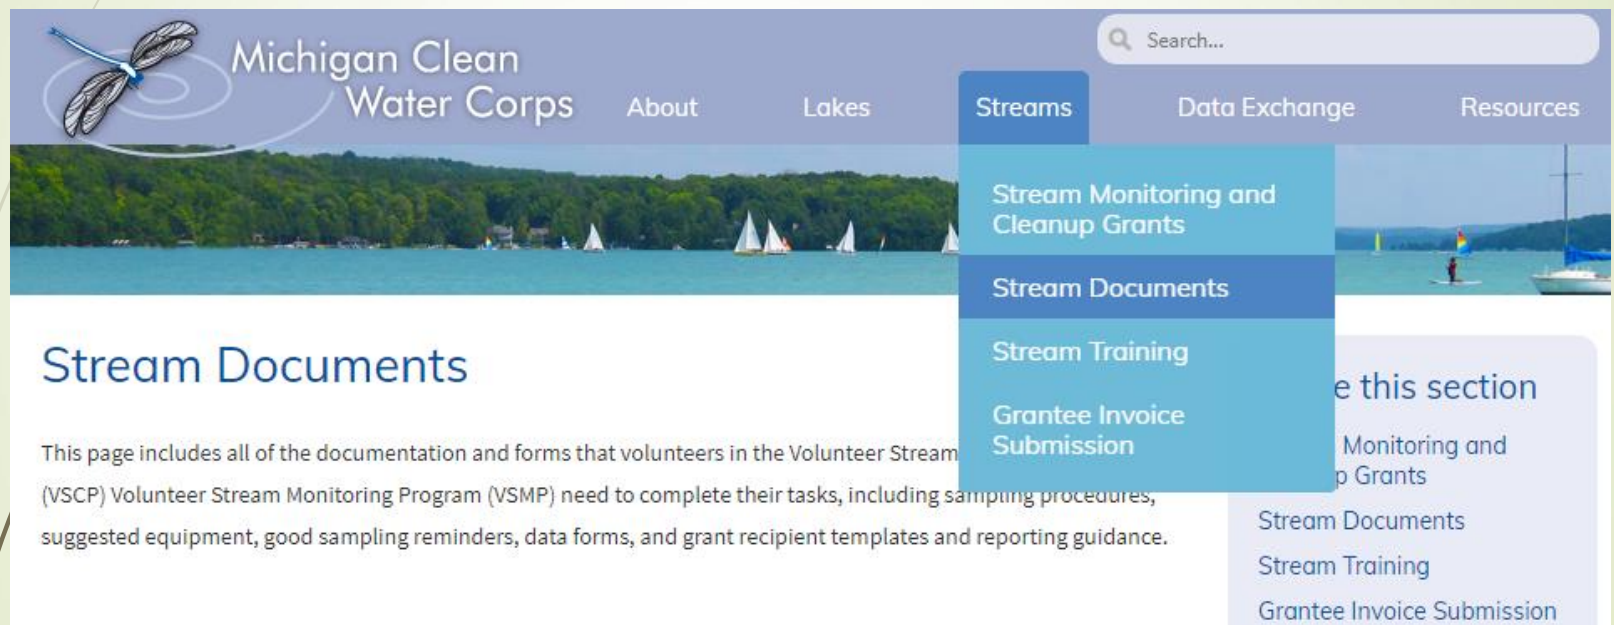 Michigan Clean
Water Corps
Search...
About
Lakes
Streams
Data Exchange
Resources
Stream Monitoring and
Cleanup Grants
Stream Documents
Stream Training
Grantee Invoice
Submission
Stream Documents
This page includes all of the documentation and forms that volunteers in the Volunteer Stream
(VSCP) Volunteer Stream Monitoring Program (VSMP) need to complete their tasks, including sampling procedures,
suggested equipment, good sampling reminders, data forms, and grant recipient templates and reporting guidance.
this section
Monitoring and
Grants
Stream Documents
Stream Training
Grantee Invoice Submission